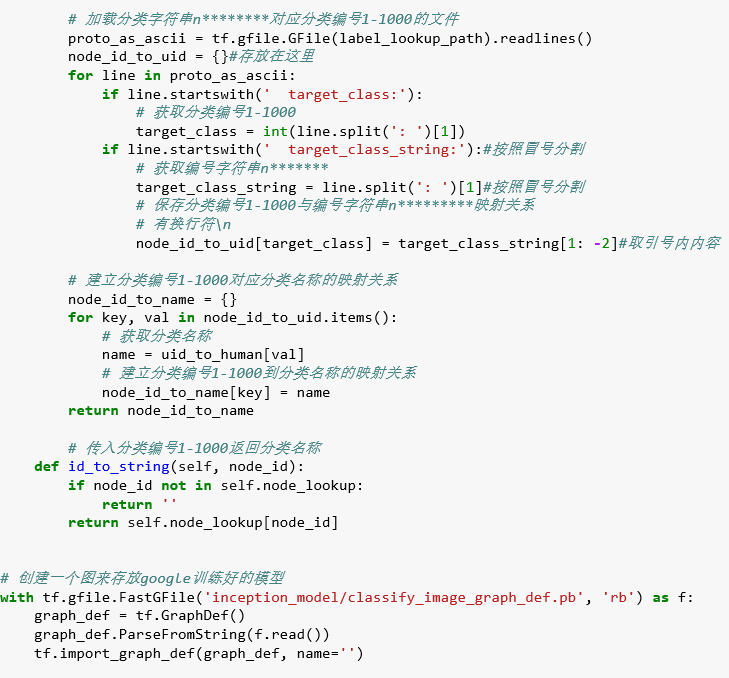 # 加载分类字符串n********对应分类编号1-1000的文件
proto_as_ascii = tf.gfile.GFile(label_lookup_path).readlines()
node_id_to_uid = {}#存放在这里
for line in proto_as_ascii:
if line.startswith('  target_class:'):
# 获取分类编号1-1000
target_class = int(line.split(': ')[1])
if line.startswith('  target_class_string:'):#按照冒号分割
# 获取编号字符串n*******
target_class_string = line.split(': ')[1]#按照冒号分割
# 保存分类编号1-1000与编号字符串n*********映射关系
# 有换行符\n
node_id_to_uid[target_class] = target_class_string[1: -2]#取引号内内容
# 建立分类编号1-1000对应分类名称的映射关系
node_id_to_name = {}
for key, val in node_id_to_uid.items():
# 获取分类名称
name = uid_to_human[val]
# 建立分类编号1-1000到分类名称的映射关系
node_id_to_name[key] = name
return node_id_to_name
# 传入分类编号1-1000返回分类名称
def id_to_string(self, node_id):
if node_id not in self.node_lookup:
return ''
return self.node_lookup[node_id]
# 创建一个图来存放google训练好的模型
with tf.gfile.FastGFile('inception_model/classify_image_graph_def.pb', 'rb') as f:
graph_def = tf.GraphDef()
graph_def.ParseFromString(f.read())
tf.import_graph_def(graph_def, name='')